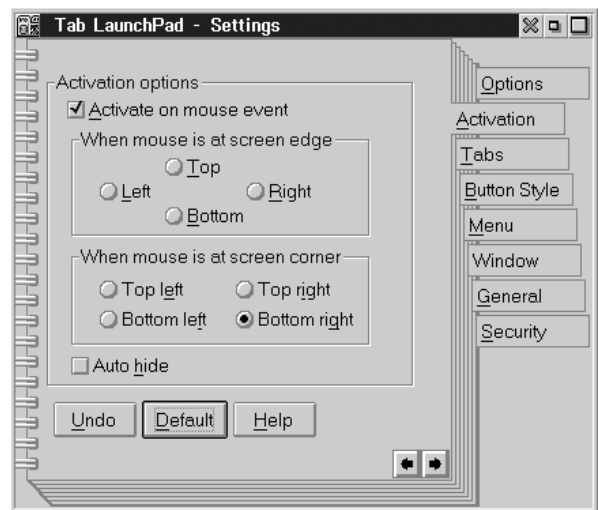 Tab LaunchPad - Settings
Activation options
Activate on mouse event
When mouse is at screen edge
Top
Left
Right
Bottom
When mouse is at screen corner
Top left
Top right
Bottom left
Bottom right
Auto hide
Undo
Default
Help
Options
Activation
Tabs
Button Style
Menu
Window
General
Security